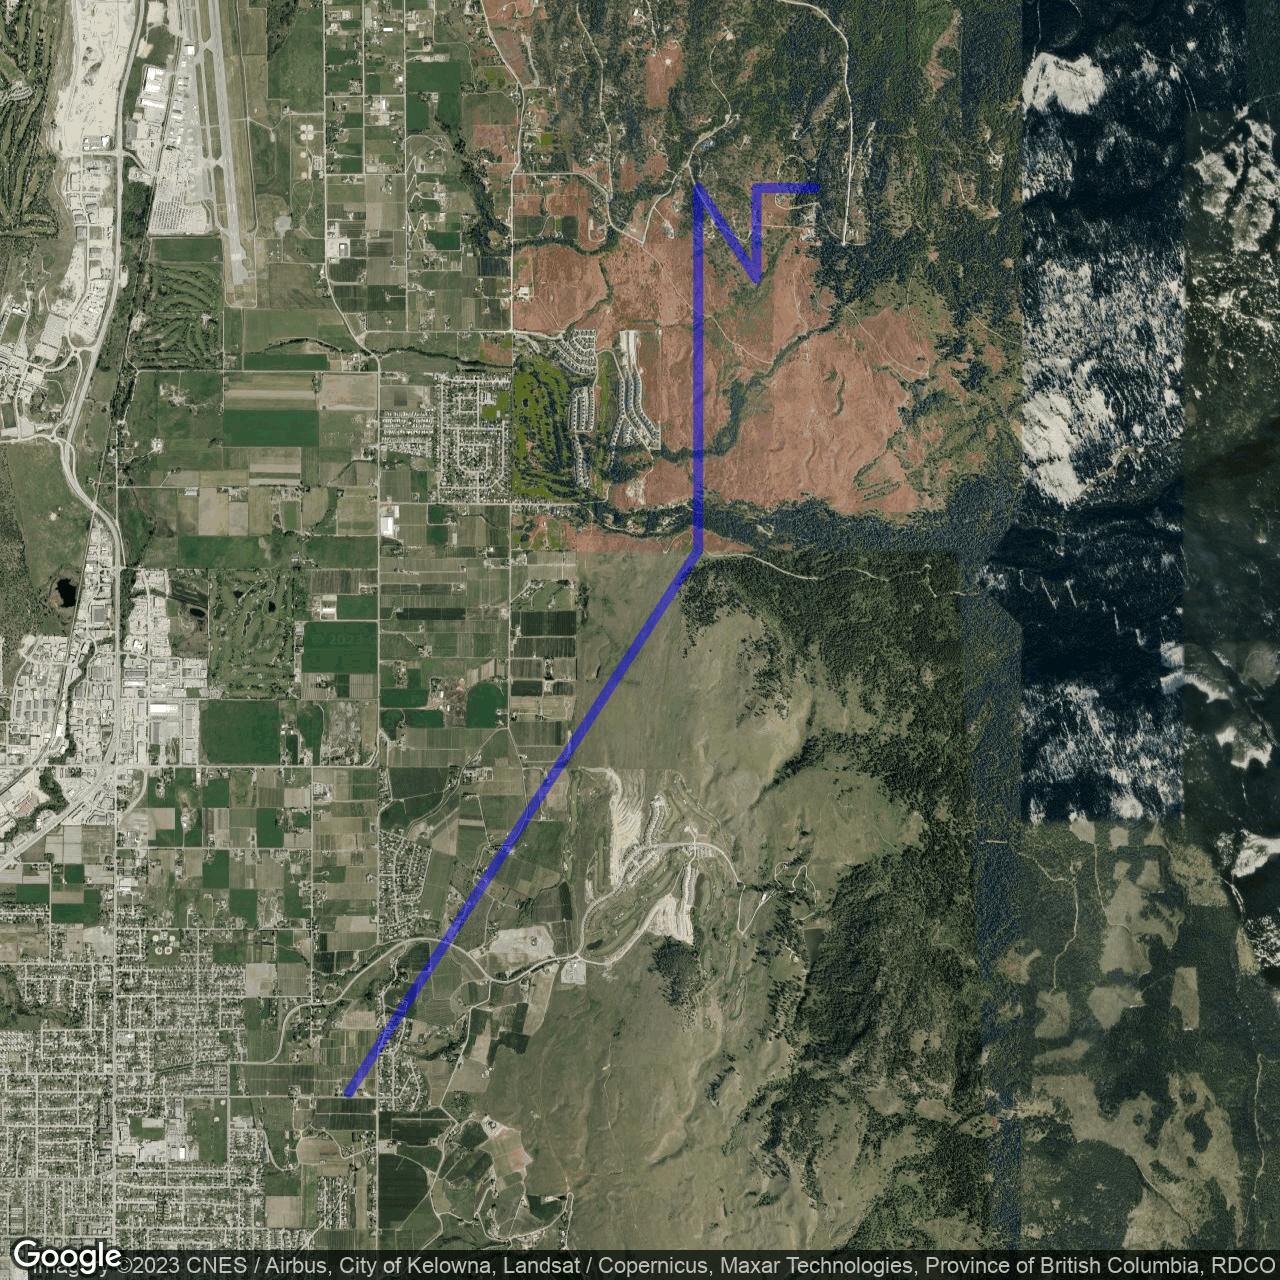 Google
Imagery ©2023 CNES / Airbus, City of Kelowna, Landsat / Copernicus, Maxar Technologies, Province of British Columbia, RDCO